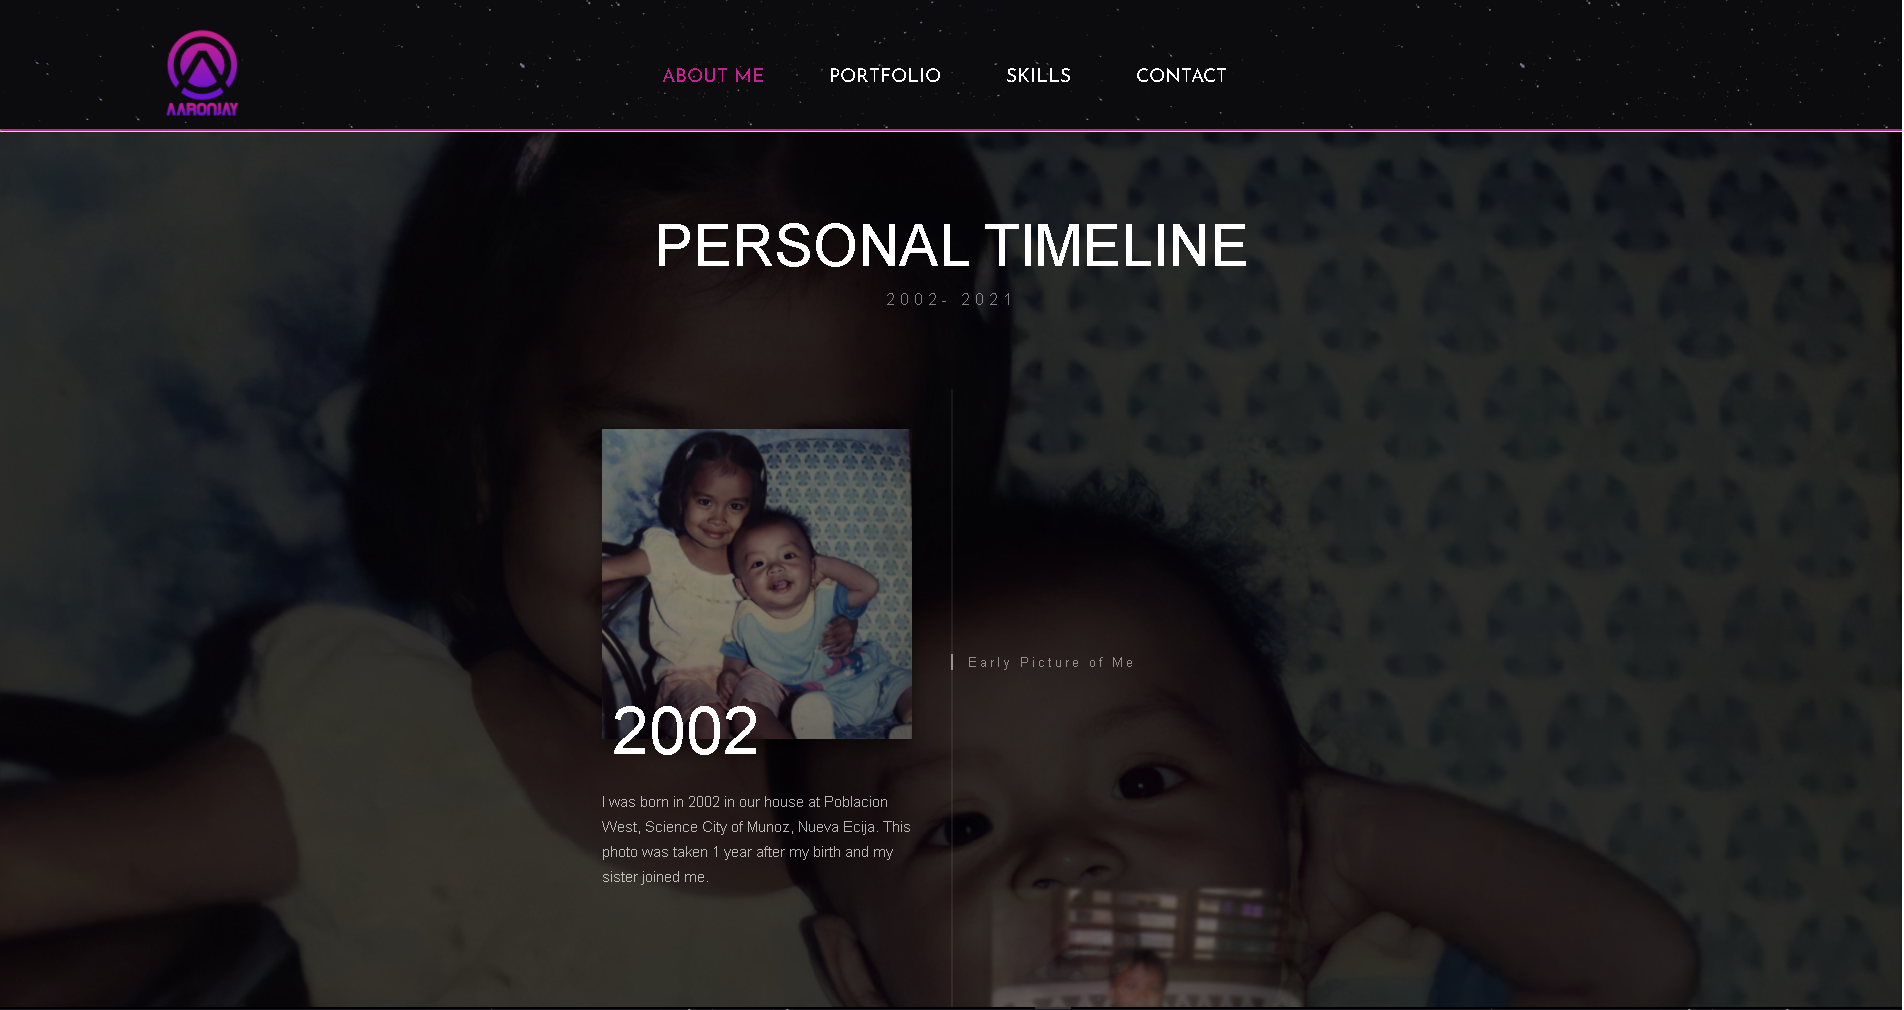 AARONJAY
ABOUT ME
PORTFOLIO
SKILLS
CONTACT
PERSONAL TIMELINE
2002- 2021
Early Picture of Me
2002
I was born in 2002 in our house at Poblacion
West, Science City of Munoz, Nueva Ecija. This
photo was taken 1 year after my birth and my
sister joined me.